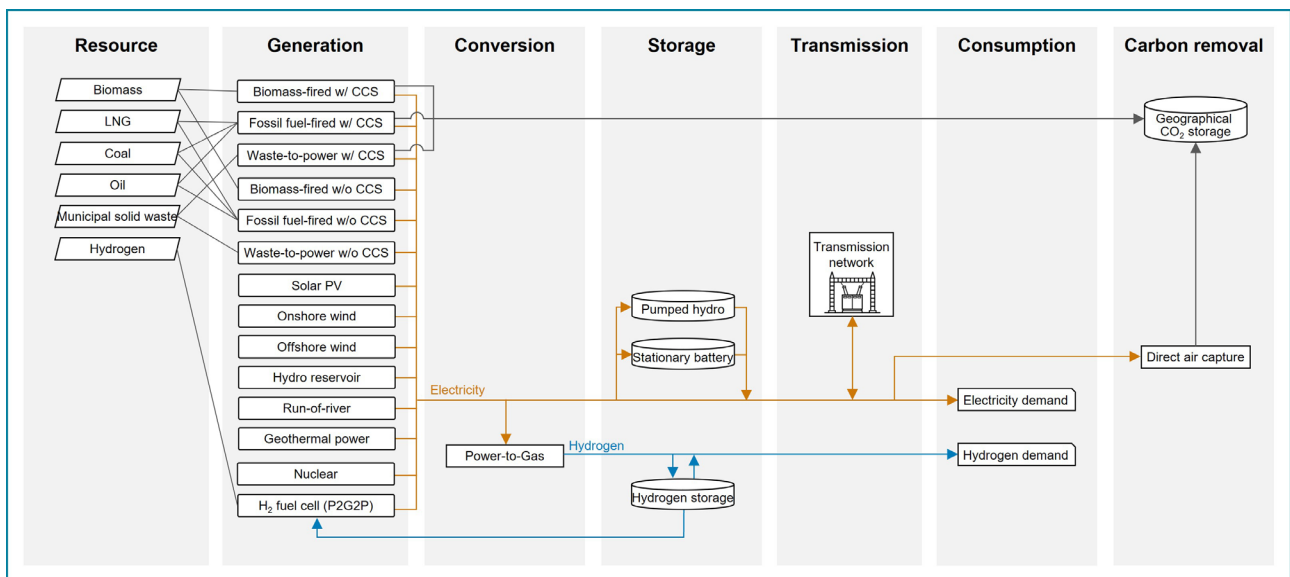 Resource
Generation
Conversion
Storage
Transmission
Consumption
Carbon removal
Biomass
LNG
Coal
Oil
Municipal solid waste
Hydrogen
Biomass-fired w/ CCS
Fossil fuel-fired w/ CCS
Waste-to-power w/ CCS
Biomass-fired w/o CCS
Fossil fuel-fired w/o CCS
Waste-to-power w/o CCS
Solar PV
Onshore wind
Offshore wind
Hydro reservoir
Run-of-river
Geothermal power
Nuclear
H₂ fuel cell (P2G2P)
Electricity
Power-to-Gas
Hydrogen
Pumped hydro
Stationary battery
Hydrogen storage
Transmission
network
Electricity demand
Hydrogen demand
Geographical
CO₂ storage
Direct air capture